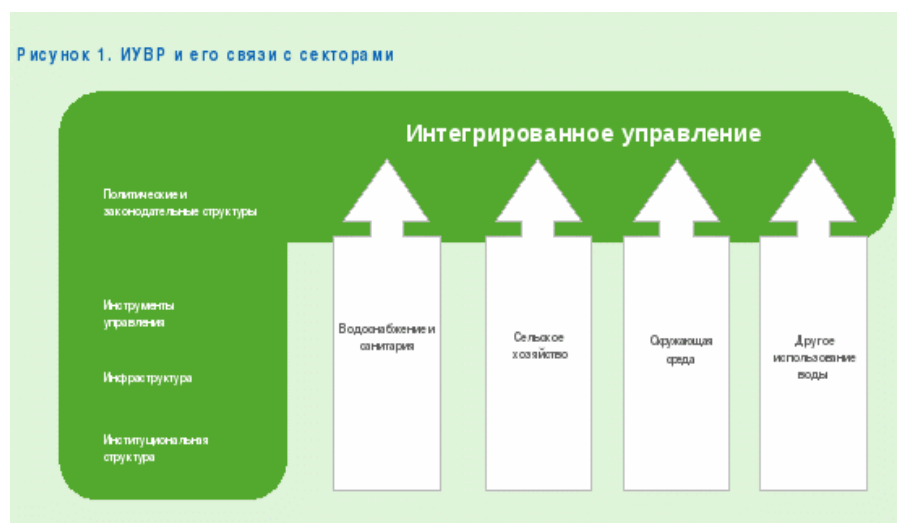 Рисунок 1. ИУВР и его связи с секторами
Интегрированное управление
Политические и
законодательные структуры
Инструменты
управления
Инфраструктура
Институциональная
структура
Водоснабжение и
санитария
Сельское
хозяйство
Окружающая
среда
Другое
использование
воды